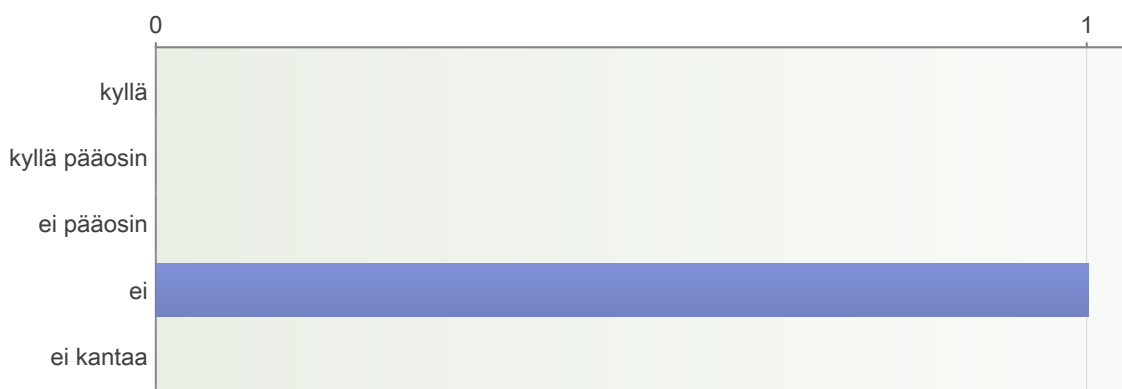 0 1
kyllä
kyllä pääosin
ei pääosin
ei
ei kantaa